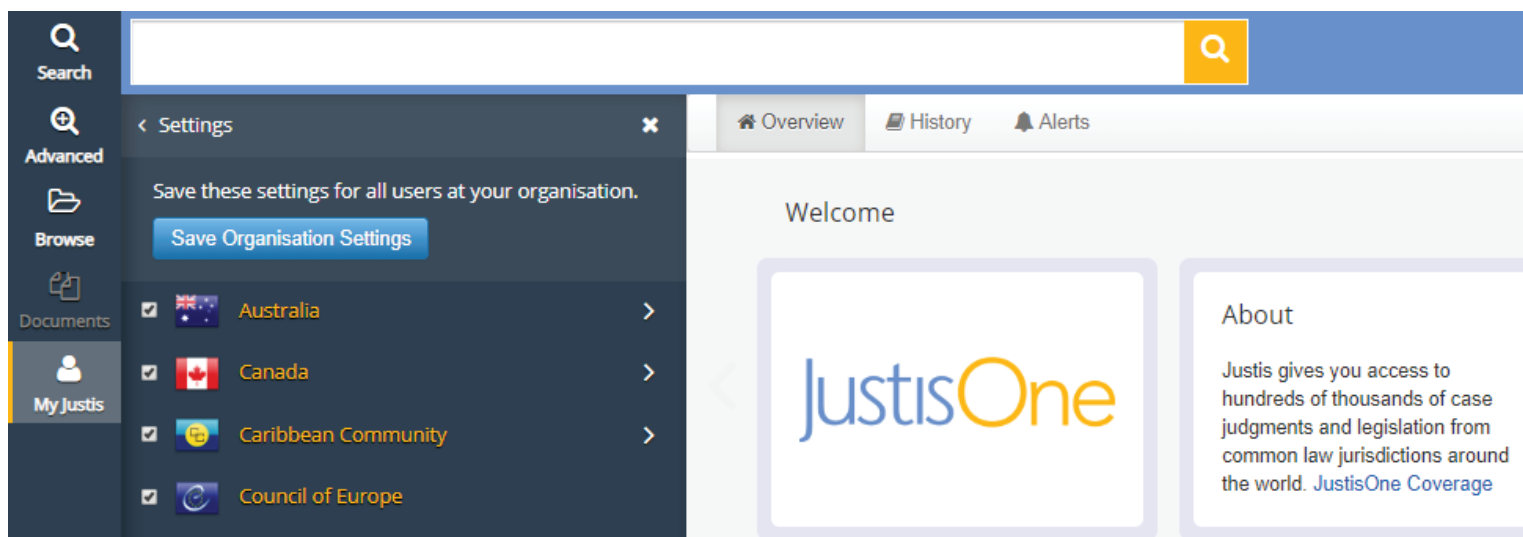 Search
Advanced
Browse
Documents
My Justis
Settings
Save these settings for all users at your organisation.
Save Organisation Settings
Australia
Canada
Caribbean Community
Council of Europe
Overview
History
Alerts
Welcome
JustisOne
About
Justis gives you access to
hundreds of thousands of case
judgments and legislation from
common law jurisdictions around
the world. JustisOne Coverage